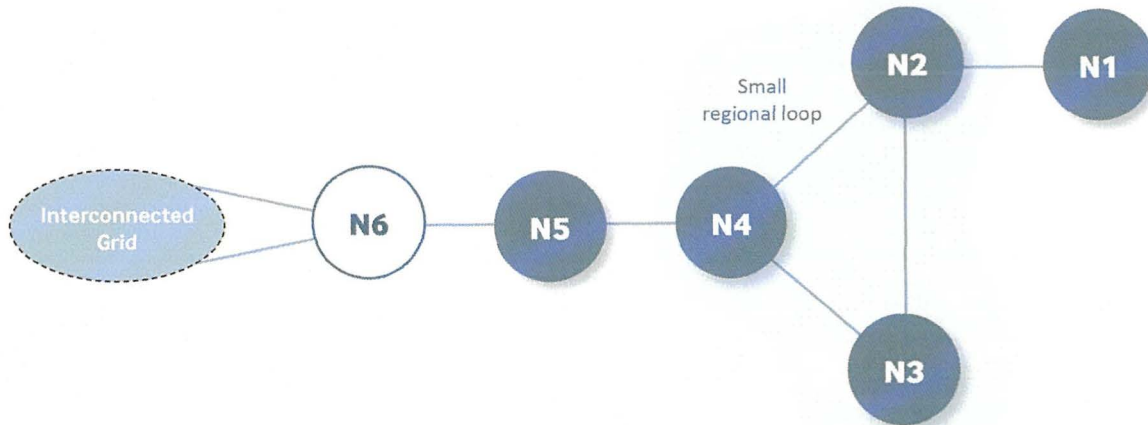 N2
N1
Small
regional loop
Interconnected
Grid
N6
N5
N4
N3